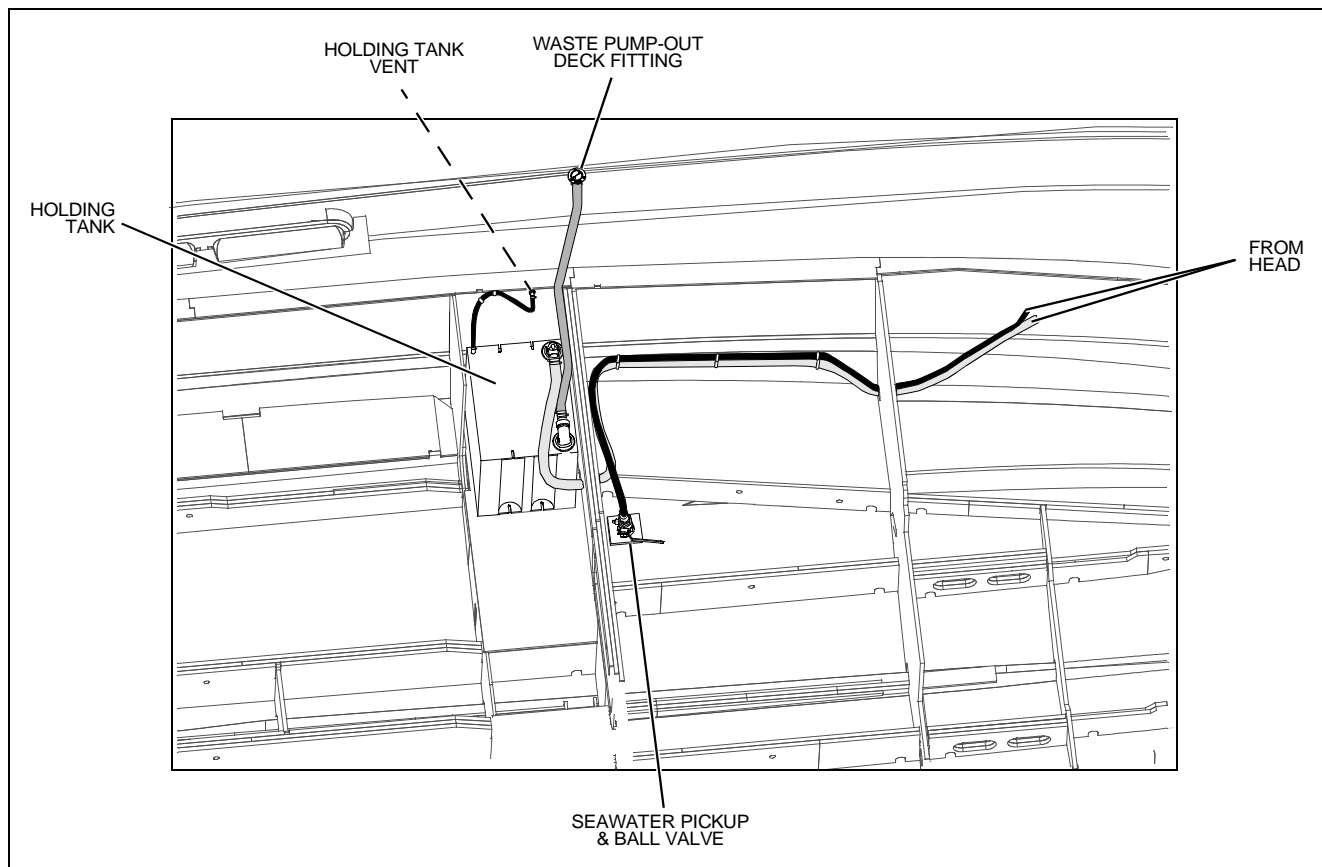 HOLDING TANK
VENT
WASTE PUMP-OUT
DECK FITTING
HOLDING
TANK
FROM
HEAD
SEAWATER PICKUP
& BALL VALVE